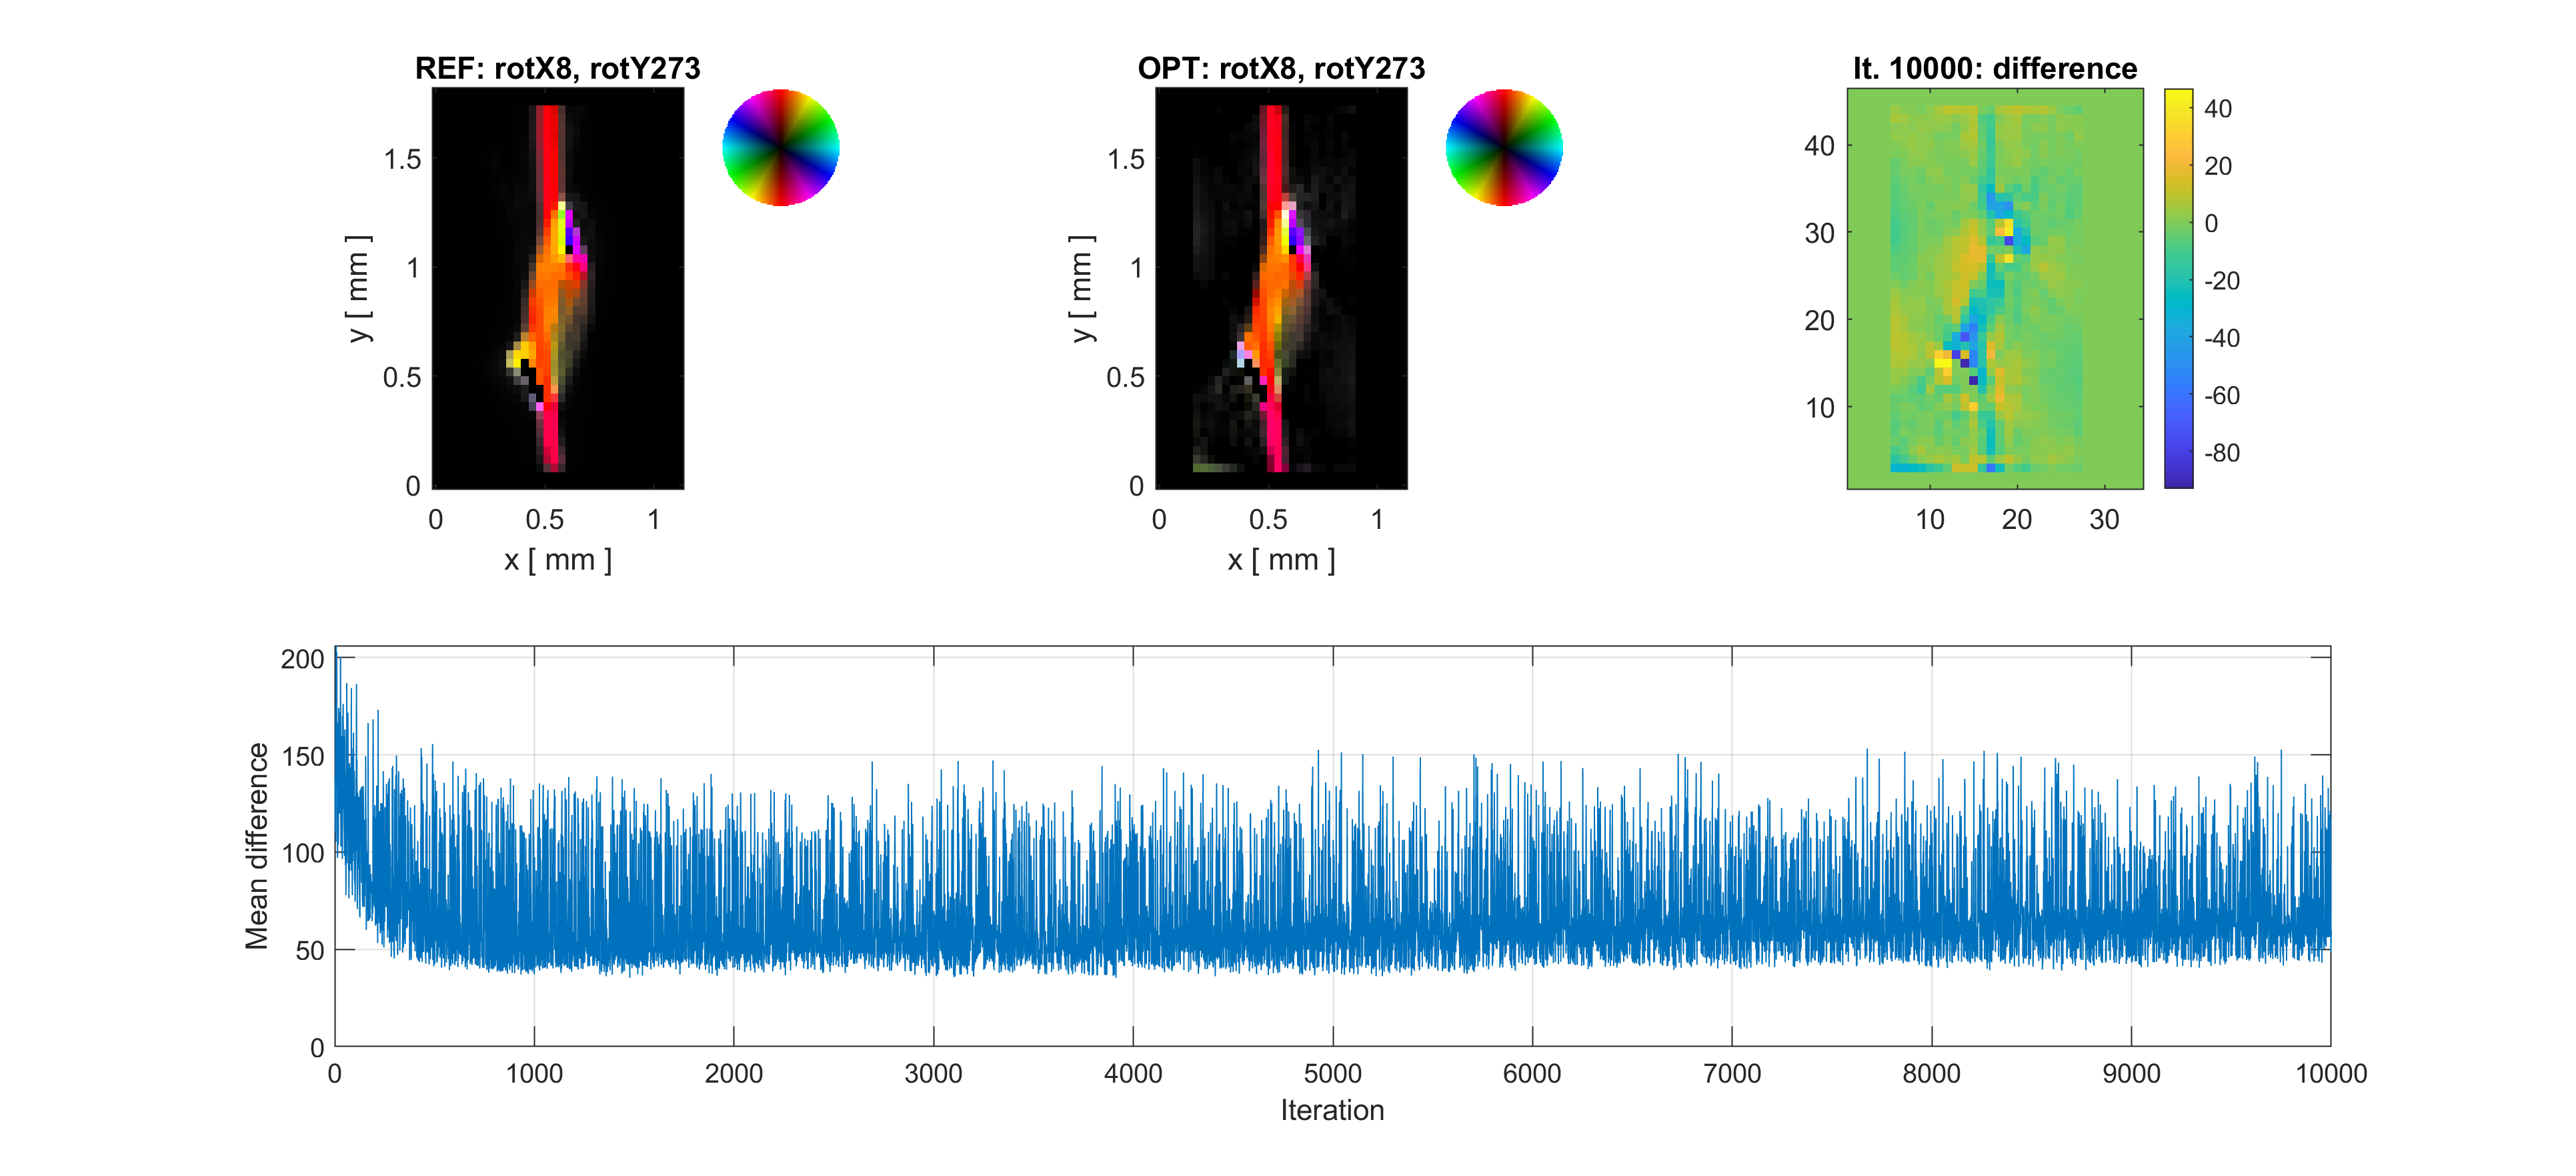 REF: rotX8, rotY273
OPT: rotX8, rotY273
It. 10000: difference
1.5
1
0.5
0
y [ mm ]
0 0.5 1
x [ mm ]
1.5
1
0.5
0
y [ mm ]
0 0.5 1
x [ mm ]
40
30
20
10
10 20 30
40
20
0
-20
-40
-60
-80
200
150
100
50
0
Mean difference
0 1000 2000 3000 4000 5000 6000 7000 8000 9000 10000
Iteration